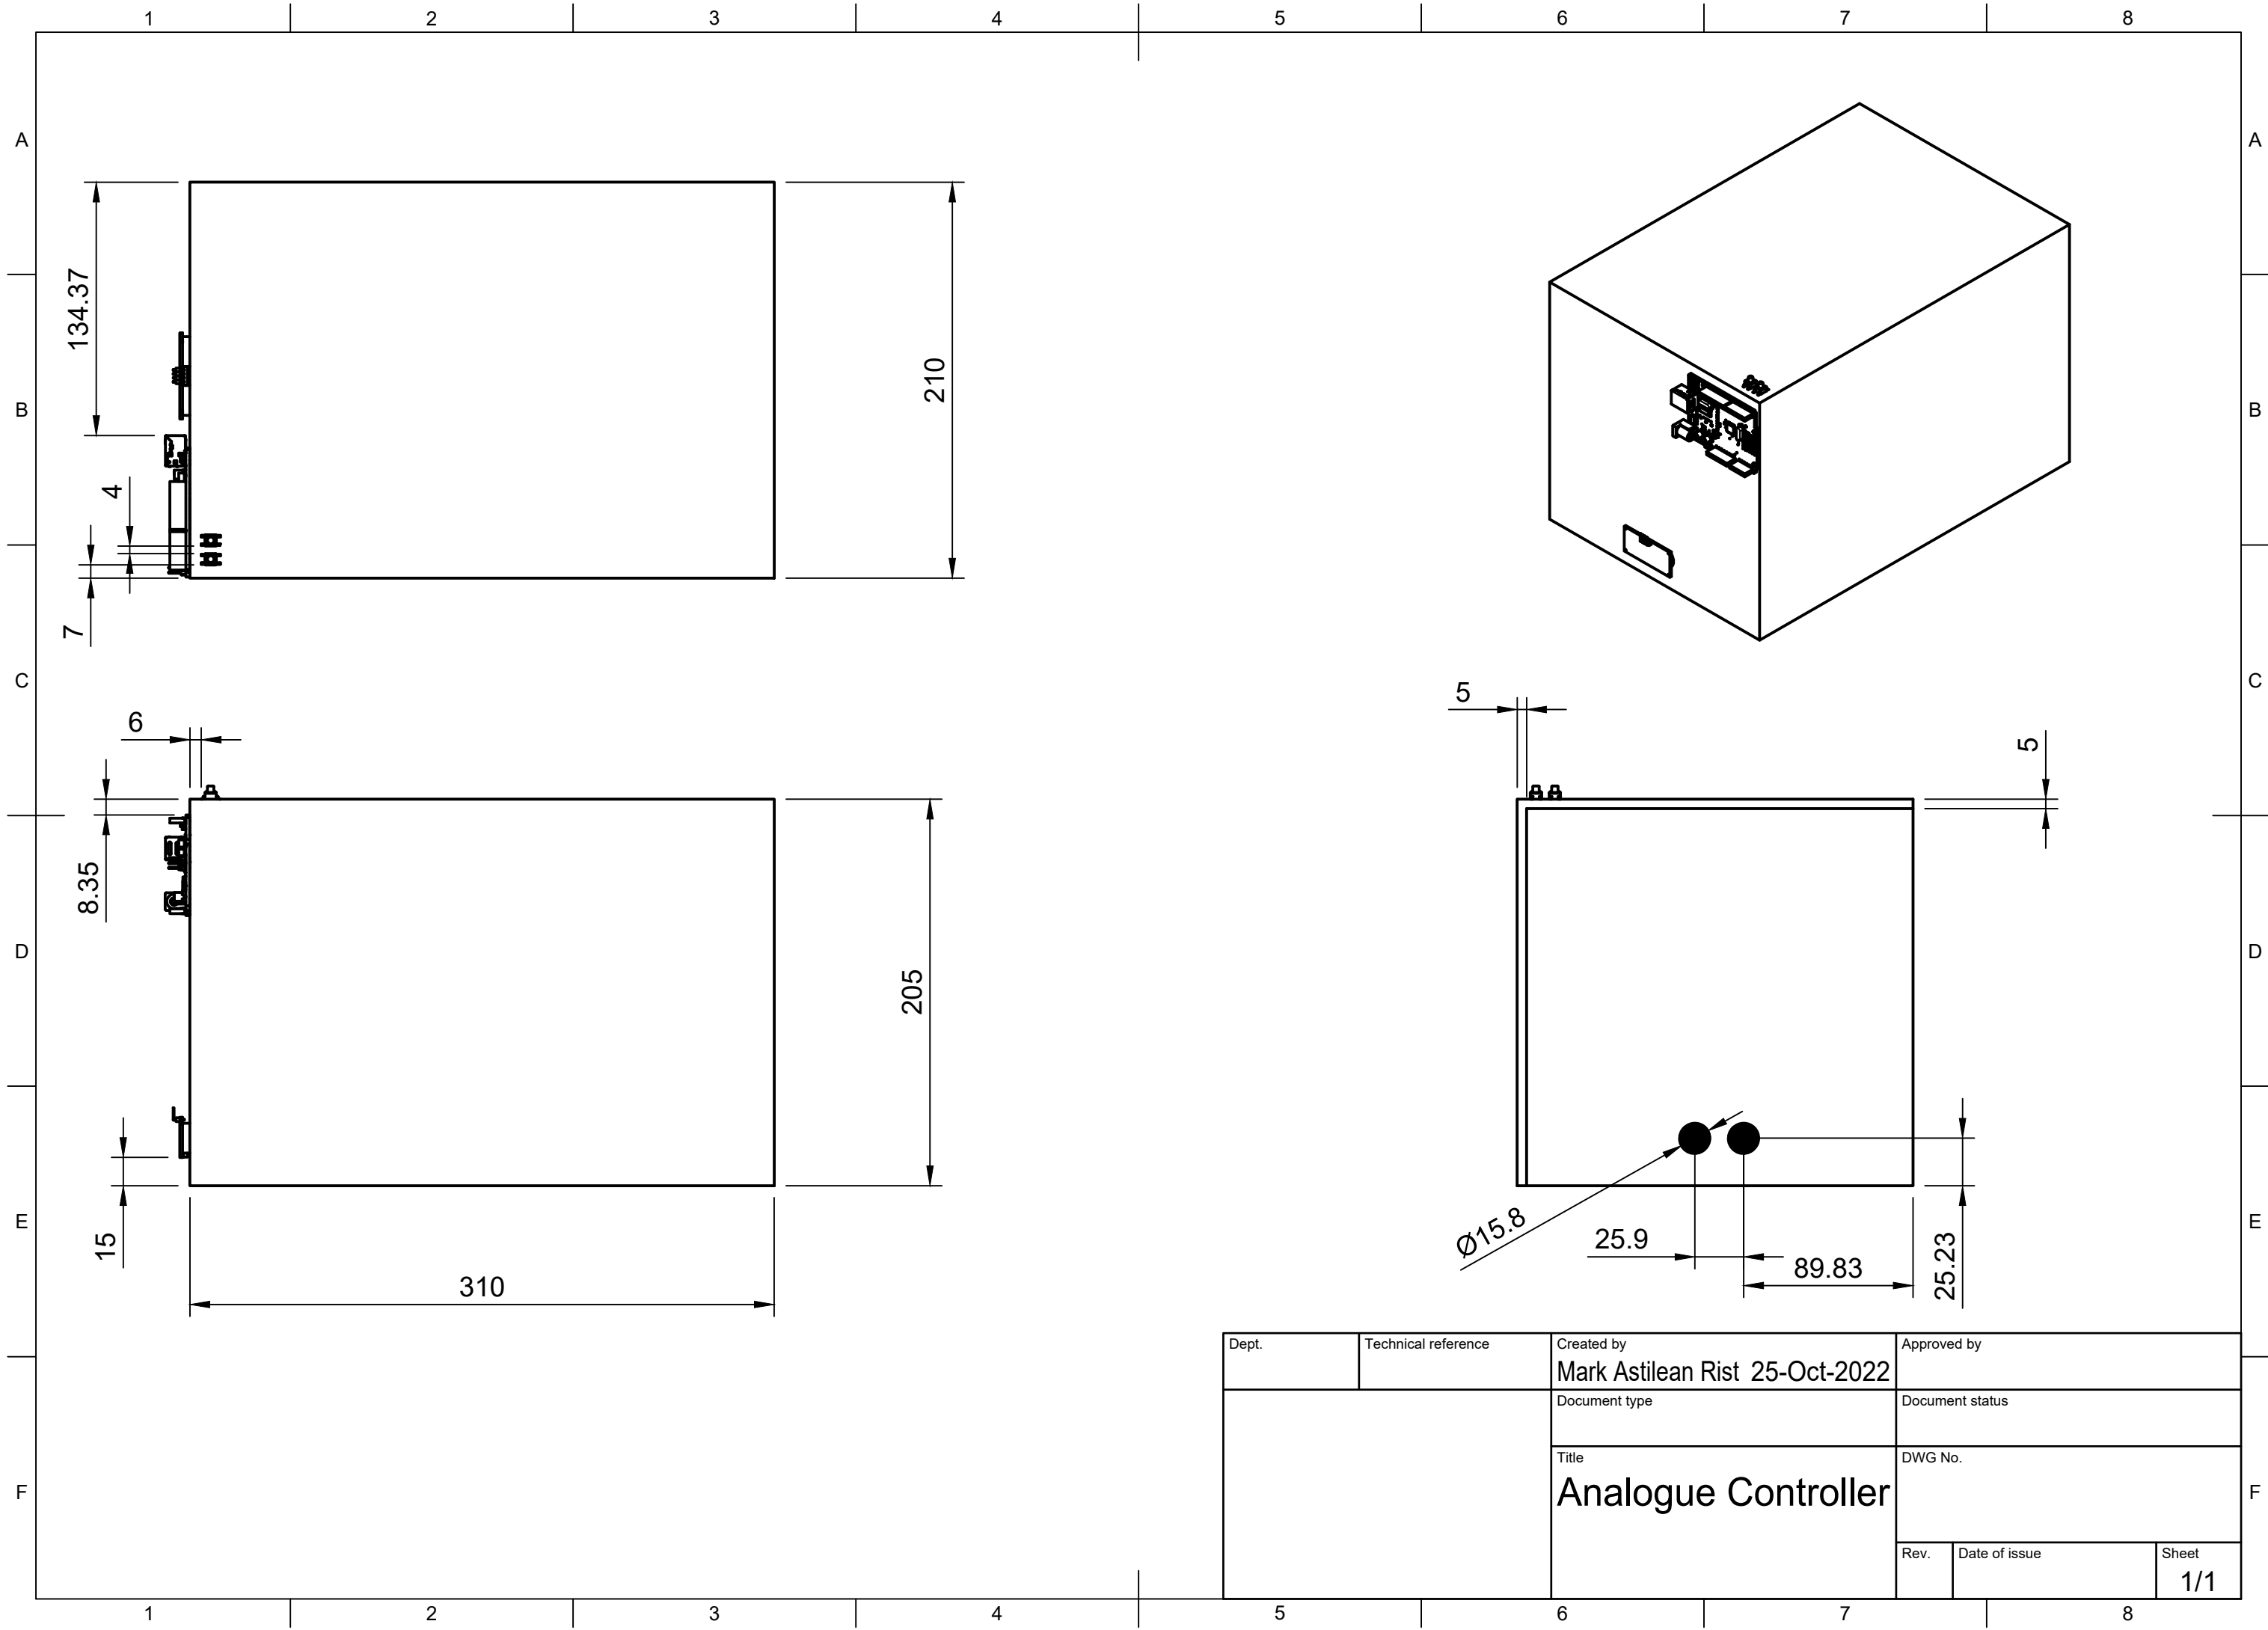 1 2 3 4 5 6 7 8
A A
134.37
210
B B
4
7
C C
6
5
5
8.35
205
D D
15
310
Ø15.8
25.9
89.83
25.23
E E
Dept. Technical reference Created by Approved by
Mark Astilean Rist 25-Oct-2022
Document type Document status
Title DWG No.
Analogue Controller
F F
Rev. Date of issue Sheet
1/1
1 2 3 4 5 6 7 8